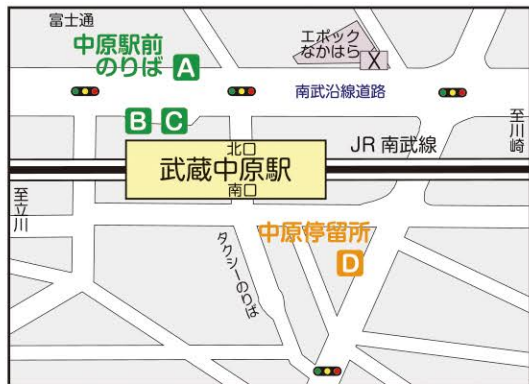 富士通
中原駅前
のりば
A
エポック
なかはら
X
南武沿線道路
B
C
至川崎
JR 南武線
北口
武蔵中原駅
南口
至立川
中原停留所
D
タクシーのりば